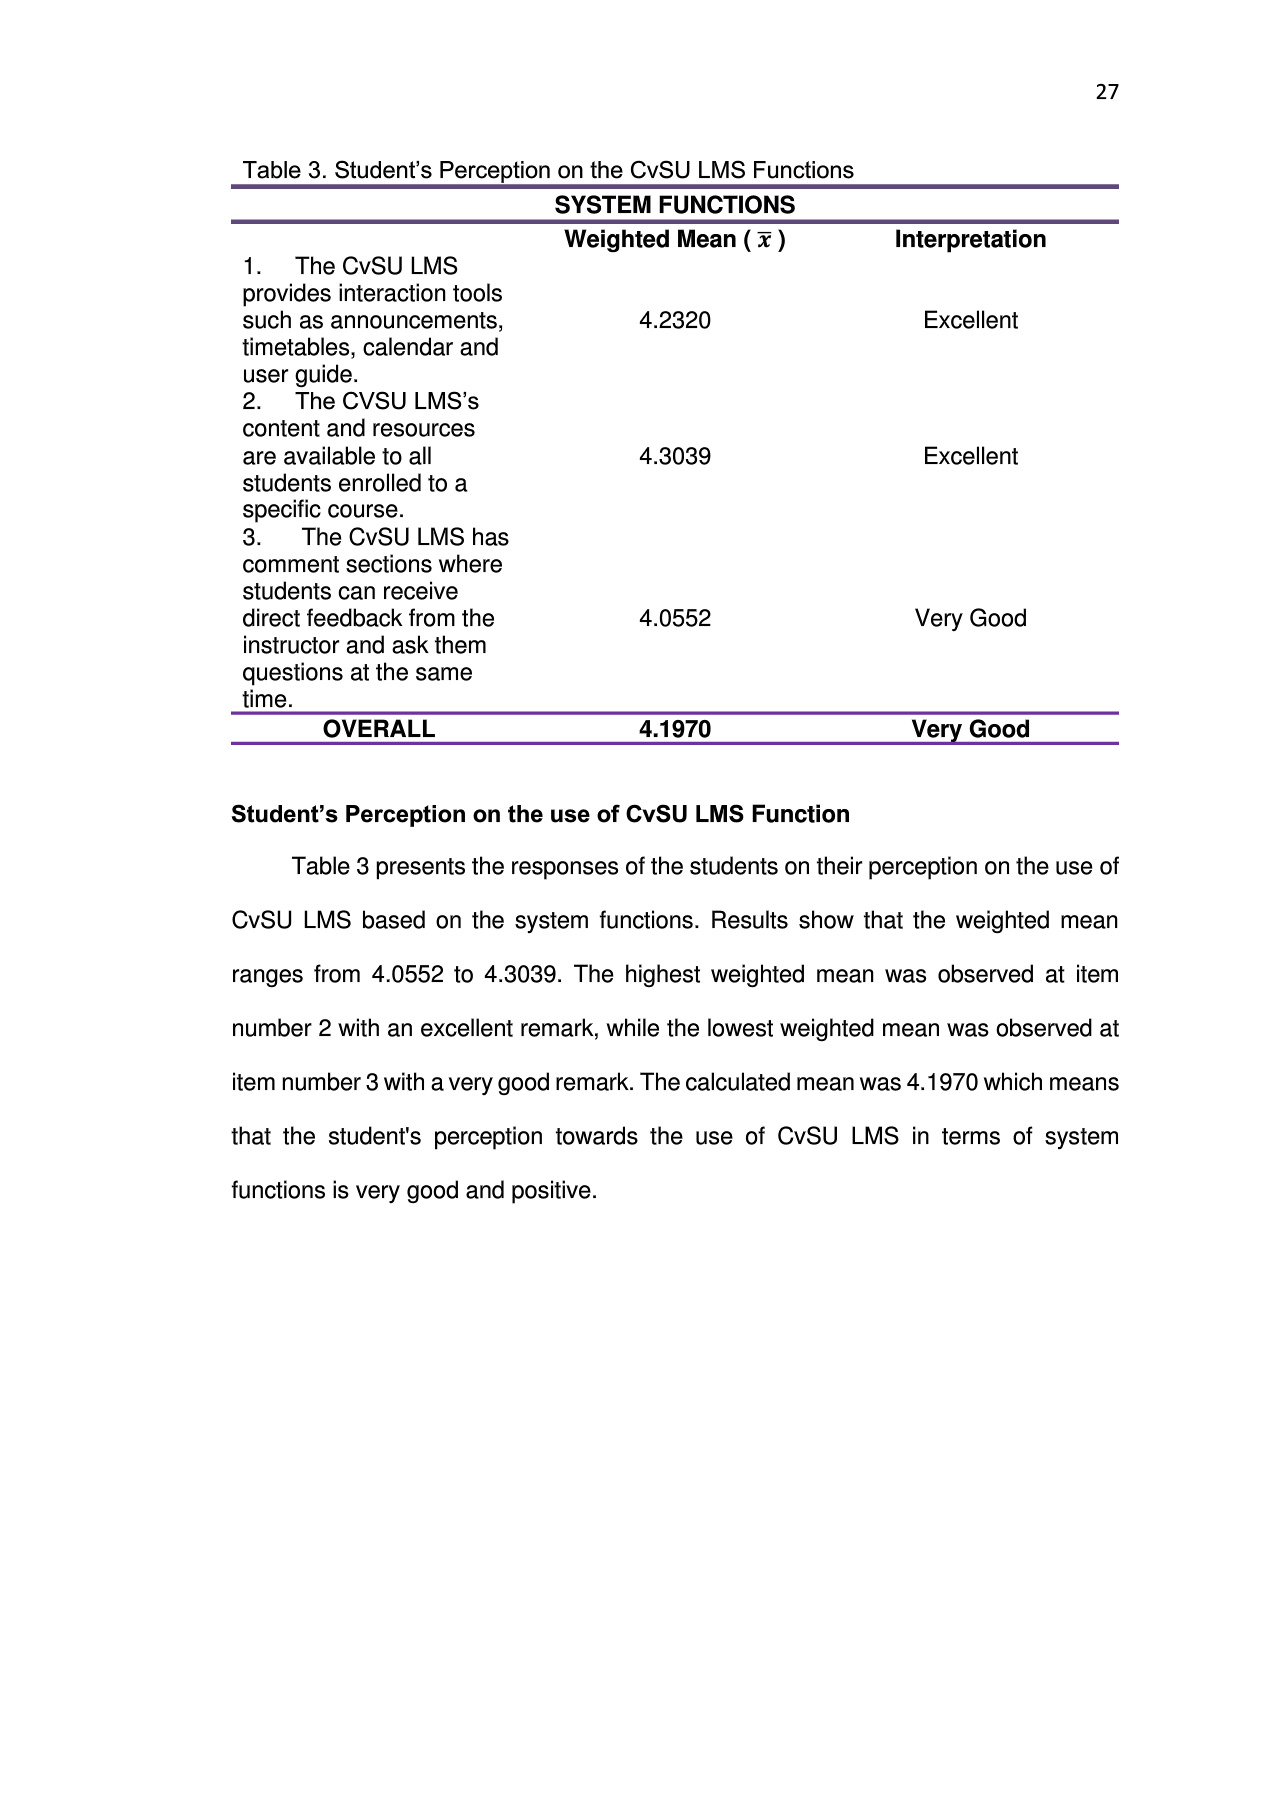 27
Table 3. Student’s Perception on the CvSU LMS Functions
SYSTEM FUNCTIONS
Weighted Mean ( x̅ ) Interpretation
1. The CvSU LMS
provides interaction tools
such as announcements, 4.2320 Excellent
timetables, calendar and
user guide.
2. The CVSU LMS’s
content and resources
are available to all 4.3039 Excellent
students enrolled to a
specific course.
3. The CvSU LMS has
comment sections where
students can receive
direct feedback from the 4.0552 Very Good
instructor and ask them
questions at the same
time.
OVERALL 4.1970 Very Good
Student’s Perception on the use of CvSU LMS Function
Table 3 presents the responses of the students on their perception on the use of
CvSU LMS based on the system functions. Results show that the weighted mean
ranges from 4.0552 to 4.3039. The highest weighted mean was observed at item
number 2 with an excellent remark, while the lowest weighted mean was observed at
item number 3 with a very good remark. The calculated mean was 4.1970 which means
that the student's perception towards the use of CvSU LMS in terms of system
functions is very good and positive.